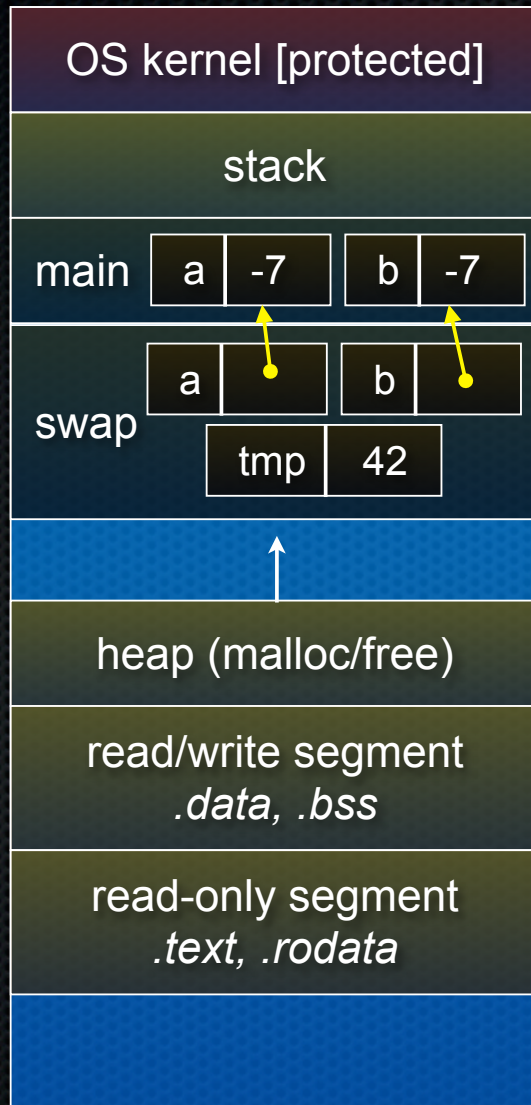 OS kernel [protected]
stack
main a -7 b -7
a b
swap
tmp 42
heap (malloc/free)
read/write segment
.data, .bss
read-only segment
.text, .rodata